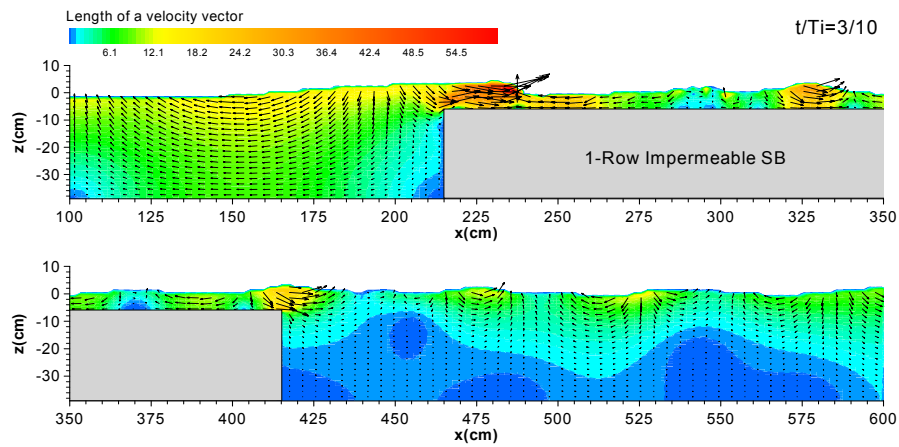 Length of a velocity vector
6.1 12.1 18.2 24.2 30.3 36.4 42.4 48.5 54.5
t/Ti=3/10
10
0
-10
-20
-30
z(cm)
1-Row Impermeable SB
100 125 150 175 200 225 250 275 300 325 350
x(cm)
10
0
-10
-20
-30
z(cm)
350 375 400 425 450 475 500 525 550 575 600
x(cm)